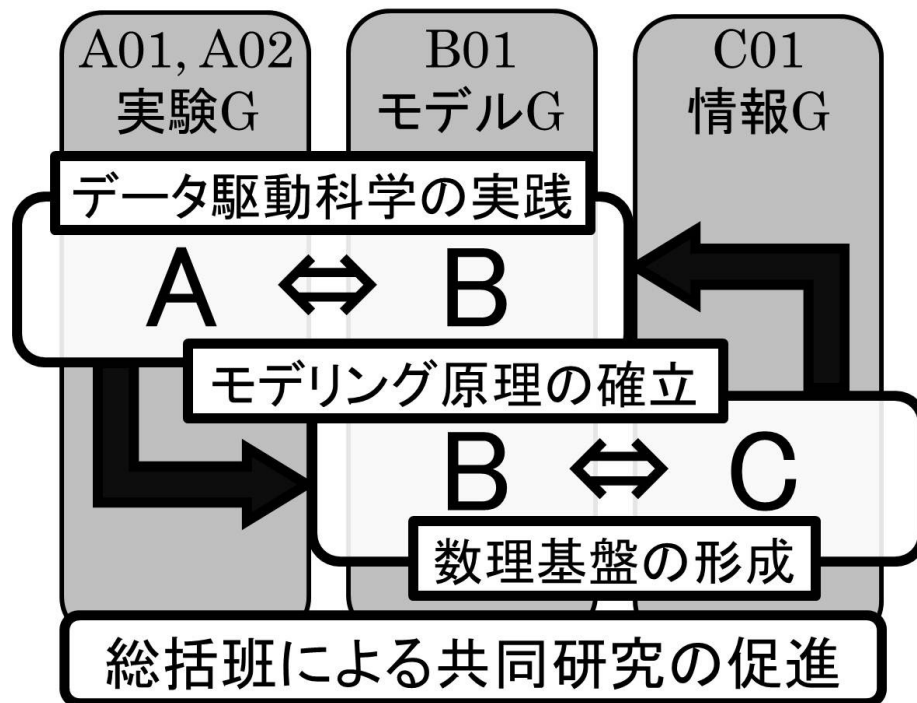 A01, A02
実験G
B01
モデルG
C01
情報G
データ駆動科学の実践
A ⇔ B
モデリング原理の確立
B ⇔ C
数理基盤の形成
総括班による共同研究の促進